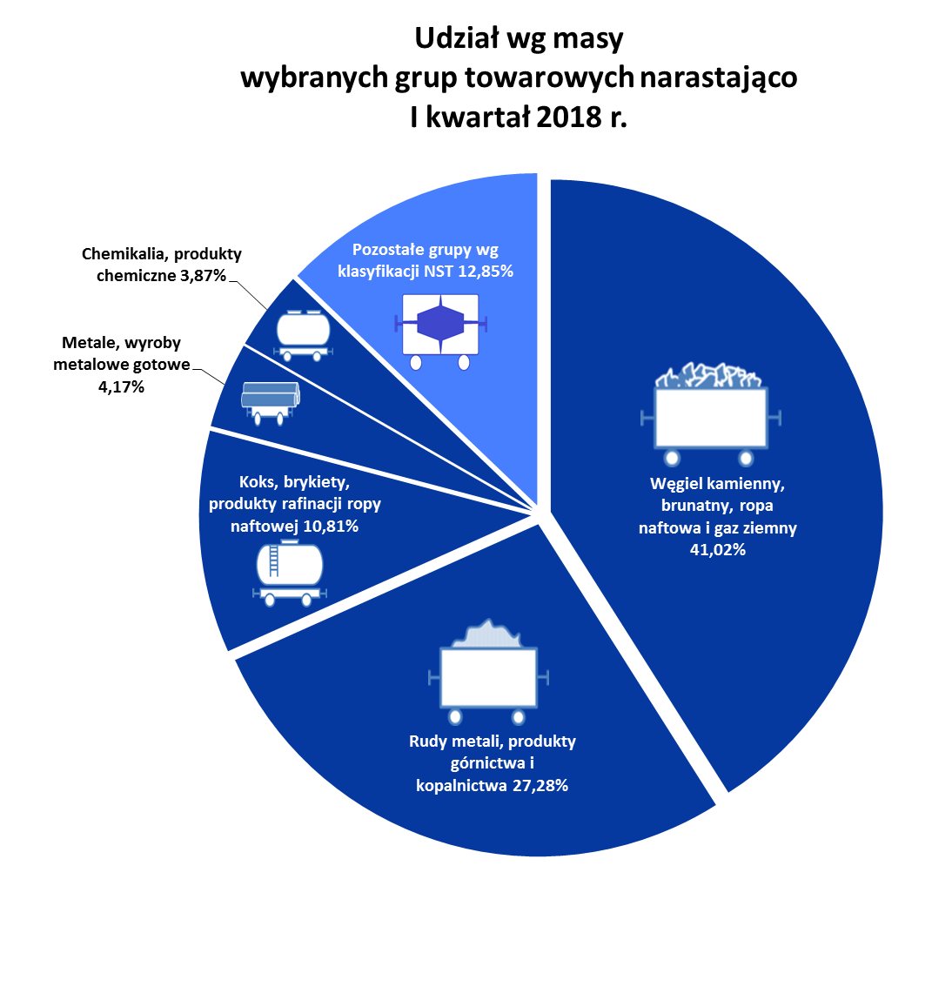 Udział wg masy
wybranych grup towarowych narastająco
I kwartał 2018 r.
Pozostałe grupy wg
klasyfikacji NST 12,85%
Chemikalia, produkty
chemiczne 3,87%
Metale, wyroby
metalowe gotowe
4,17%
Koks, brykiety,
produkty rafinacji ropy
naftowej 10,81%
Węgiel kamienny,
brunatny, ropa
naftowa i gaz ziemny
41,02%
Rudy metali, produkty
górnictwa i
kopalnictwa 27,28%